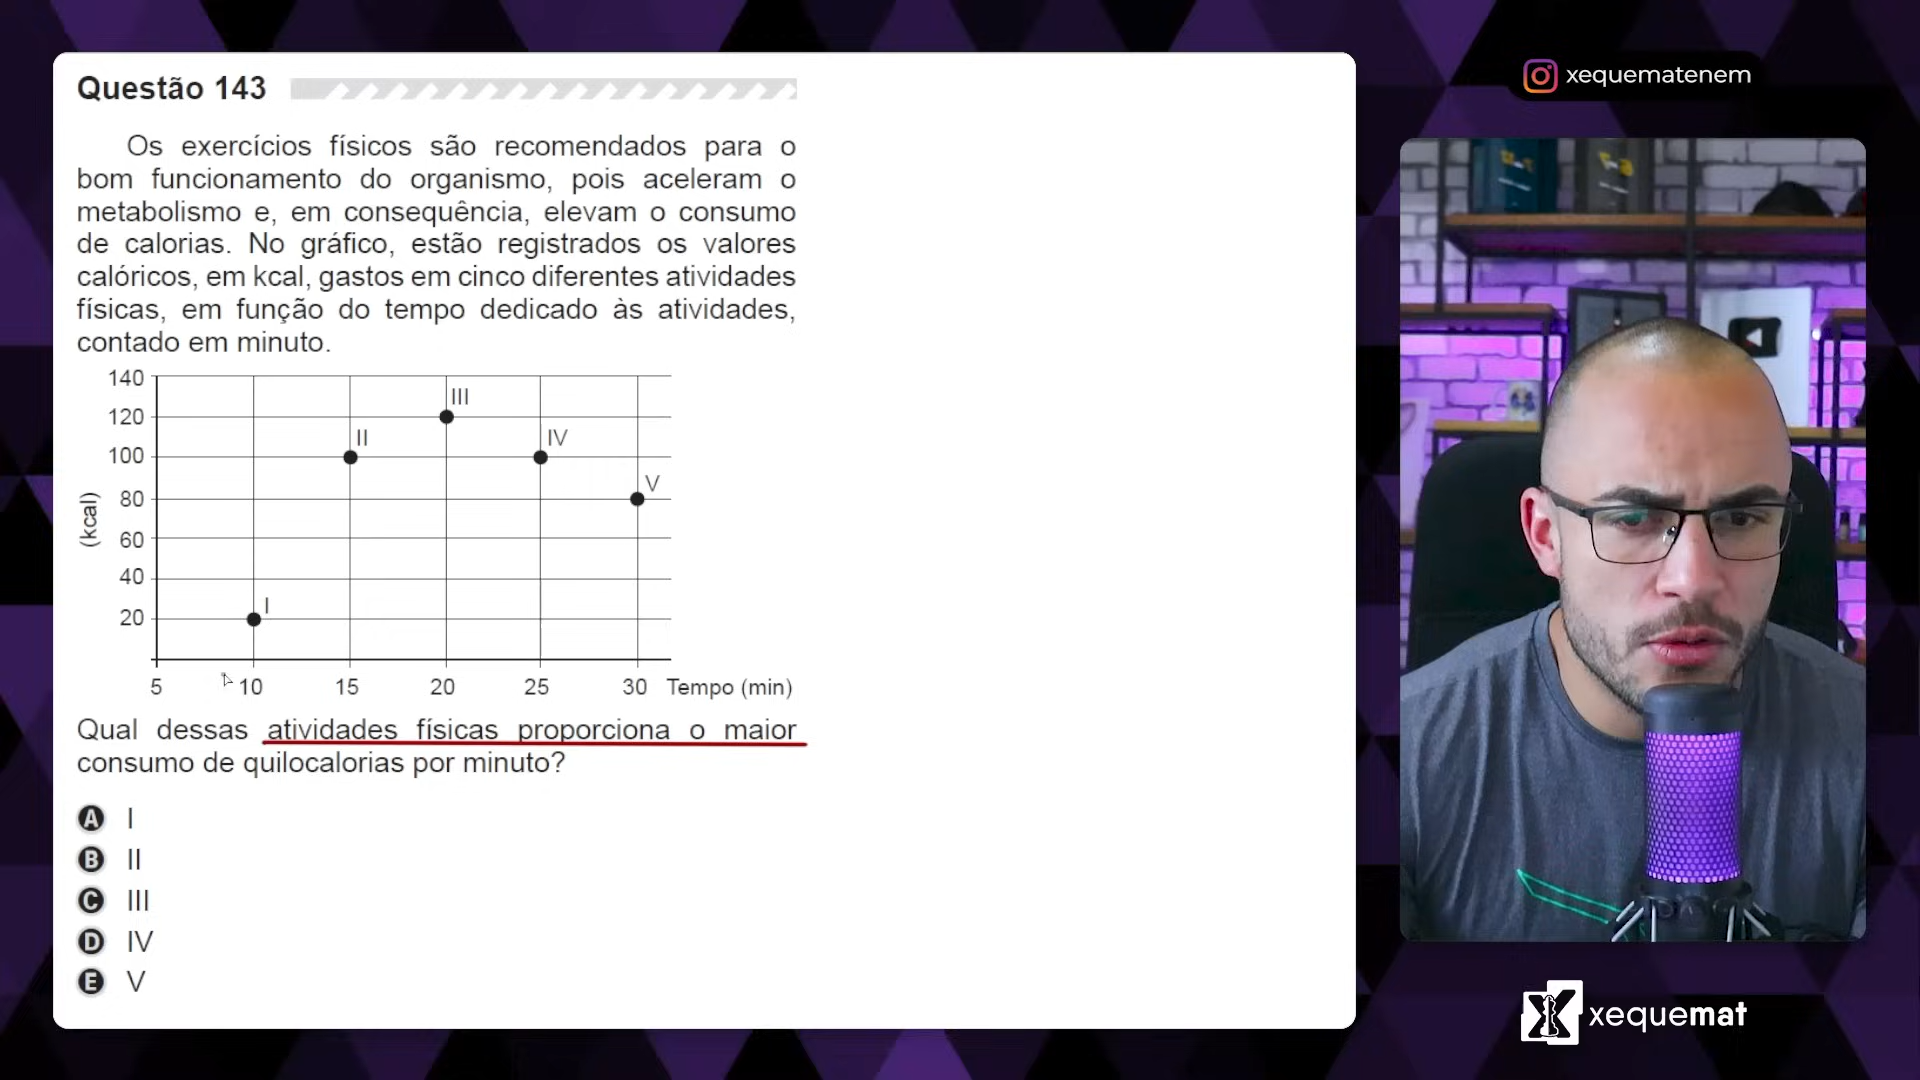 Questão 143
Os exercícios físicos são recomendados para o
bom funcionamento do organismo, pois aceleram o
metabolismo e, em consequência, elevam o consumo
de calorias. No gráfico, estão registrados os valores
calóricos, em kcal, gastos em cinco diferentes atividades
físicas, em função do tempo dedicado às atividades,
contado em minuto.
140
120
100
80
60
40
20
(kcal)
I
II
III
IV
V
5 10 15 20 25 30 Tempo (min)
Qual dessas atividades físicas proporciona o maior
consumo de quilocalorias por minuto?
A I
B II
C III
D IV
E V
xequematenem
xequemat